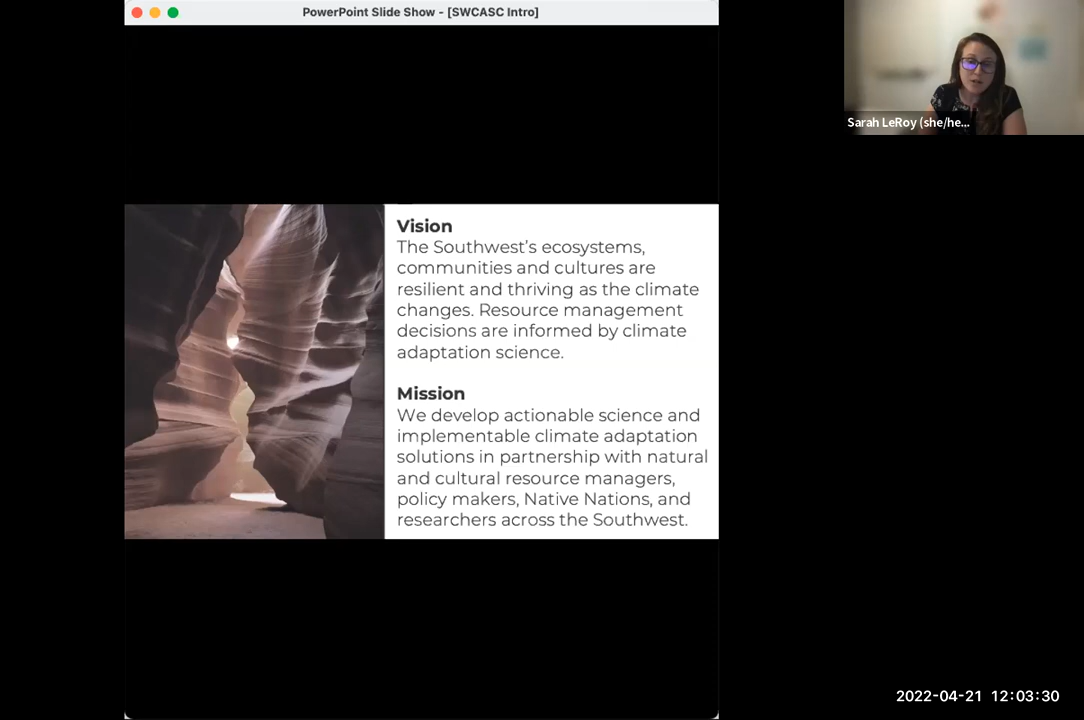 PowerPoint Slide Show - [SWCASC Intro]
Sarah LeRoy (she/he...
Vision
The Southwest's ecosystems,
communities and cultures are
resilient and thriving as the climate
changes. Resource management
decisions are informed by climate
adaptation science.
Mission
We develop actionable science and
implementable climate adaptation
solutions in partnership with natural
and cultural resource managers,
policy makers, Native Nations, and
researchers across the Southwest.
2022-04-21 12:03:30